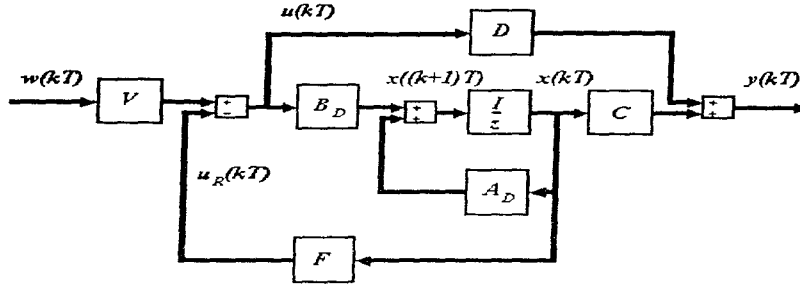 u(kT)
D
w(kT)
V
+
−
B_D
x((k+1)T)
+
+
I
z
x(kT)
C
+
+
y(kT)
u_R(kT)
A_D
F